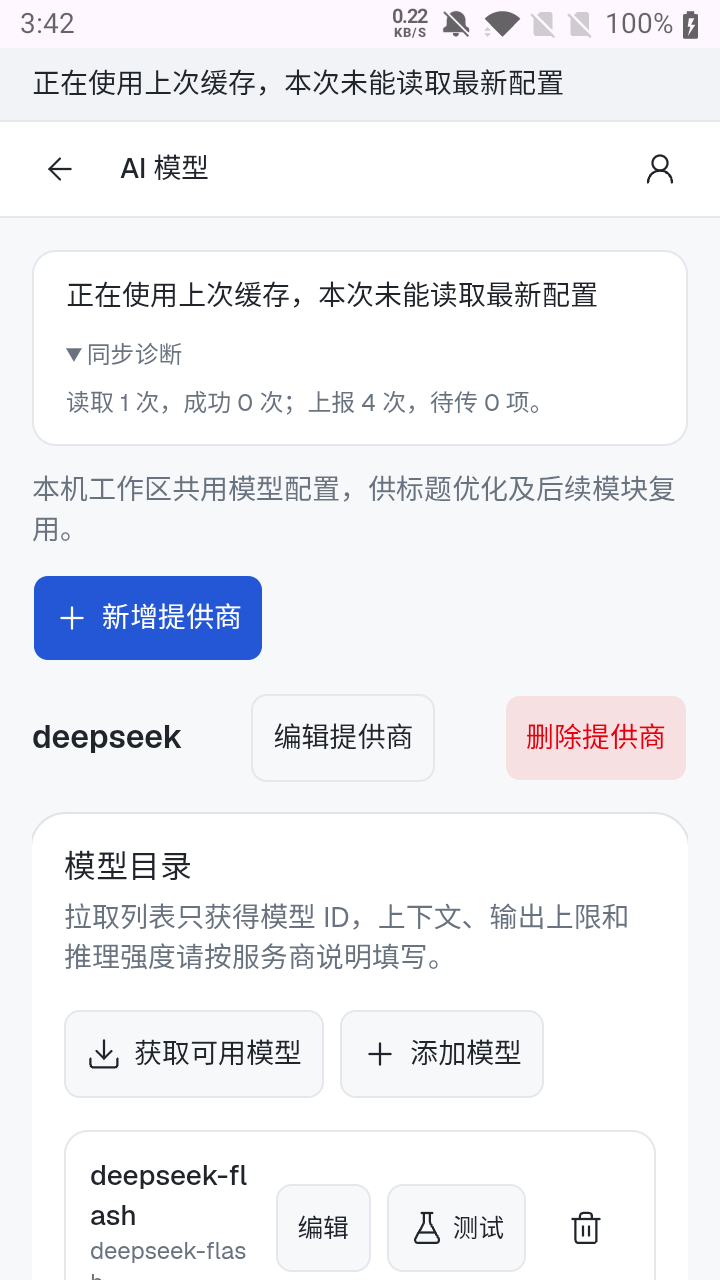 3:42
0.22
KB/S
100%
正在使用上次缓存，本次未能读取最新配置
AI 模型
正在使用上次缓存，本次未能读取最新配置
▼同步诊断
读取 1 次，成功 0 次；上报 4 次，待传 0 项。
本机工作区共用模型配置，供标题优化及后续模块复
用。
新增提供商
deepseek
编辑提供商
删除提供商
模型目录
拉取列表只获得模型 ID，上下文、输出上限和
推理强度请按服务商说明填写。
获取可用模型
添加模型
deepseek-fl
ash
deepseek-flas
编辑
测试